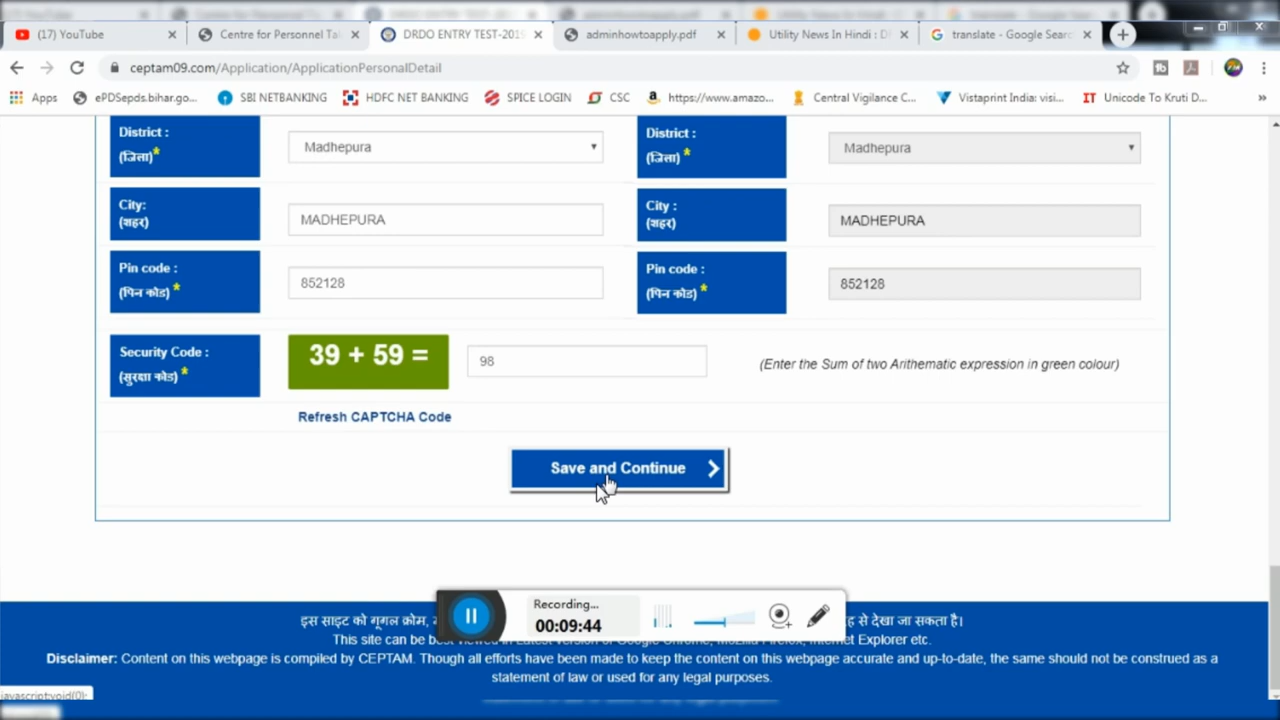 (17) YouTube
Centre for Personnel Ta
DRDO ENTRY TEST-2019
adminhowtoapply.pdf
Utility News In Hindi : D
translate - Google Searc
ceptam09.com/Application/ApplicationPersonalDetail
Apps
ePDSepds.bihar.go...
SBI NETBANKING
HDFC NET BANKING
SPICE LOGIN
CSC
https://www.amazo...
Central Vigilance C...
Vistaprint India: visi...
Unicode To Kruti D...
»
District :
(जिला)*
Madhepura
District :
(जिला) *
Madhepura
City:
(शहर)
MADHEPURA
City :
(शहर)
MADHEPURA
Pin code :
(पिन कोड) *
852128
Pin code :
(पिन कोड) *
852128
Security Code :
(सुरक्षा कोड) *
39 + 59 =
98
(Enter the Sum of two Arithematic expression in green colour)
Refresh CAPTCHA Code
Save and Continue
Recording...
00:09:44
इस साइट को गूगल क्रोम, से देखा जा सकता है।
This site can be Explorer etc.
Disclaimer: Content on this webpage is compiled by CEPTAM. Though all efforts have been made to keep the content on this webpage accurate and up-to-date, the same should not be construed as a
statement of law or used for any legal purposes.
javascript:void(0);